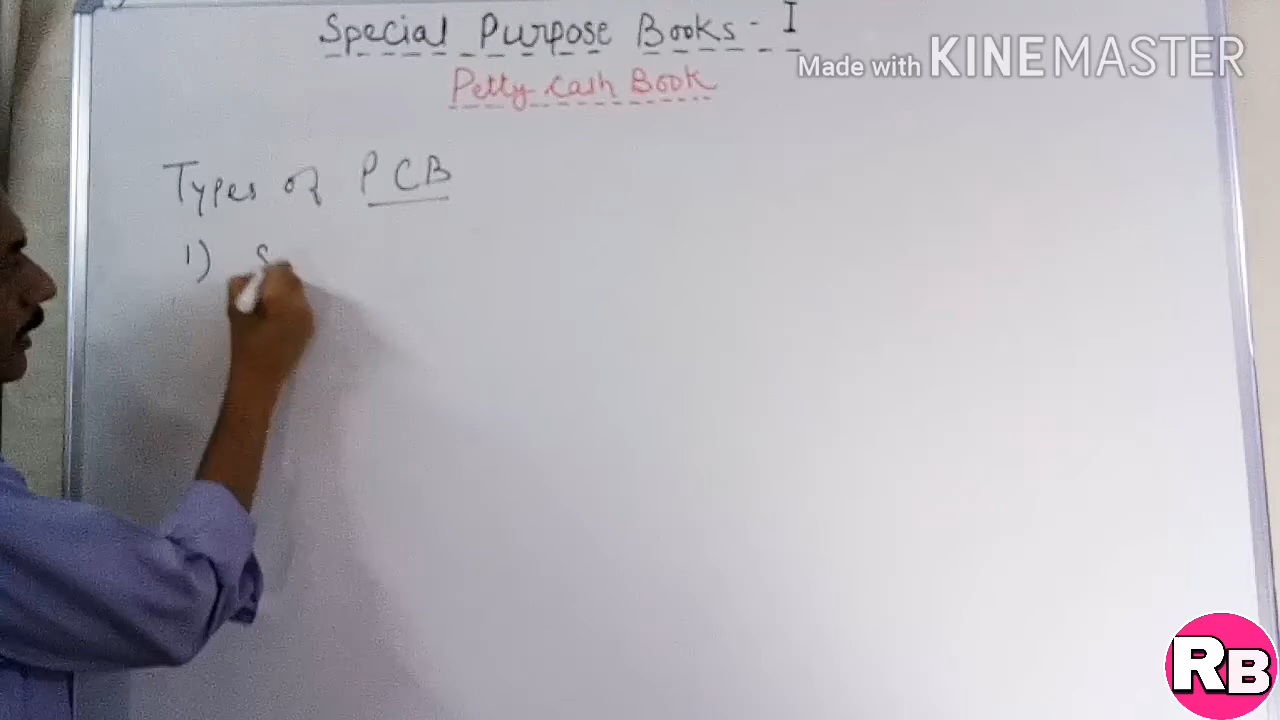 Special Purpose Books - I
Made with KINEMASTER
Petty Cash Book
Types of PCB
1) S
RB